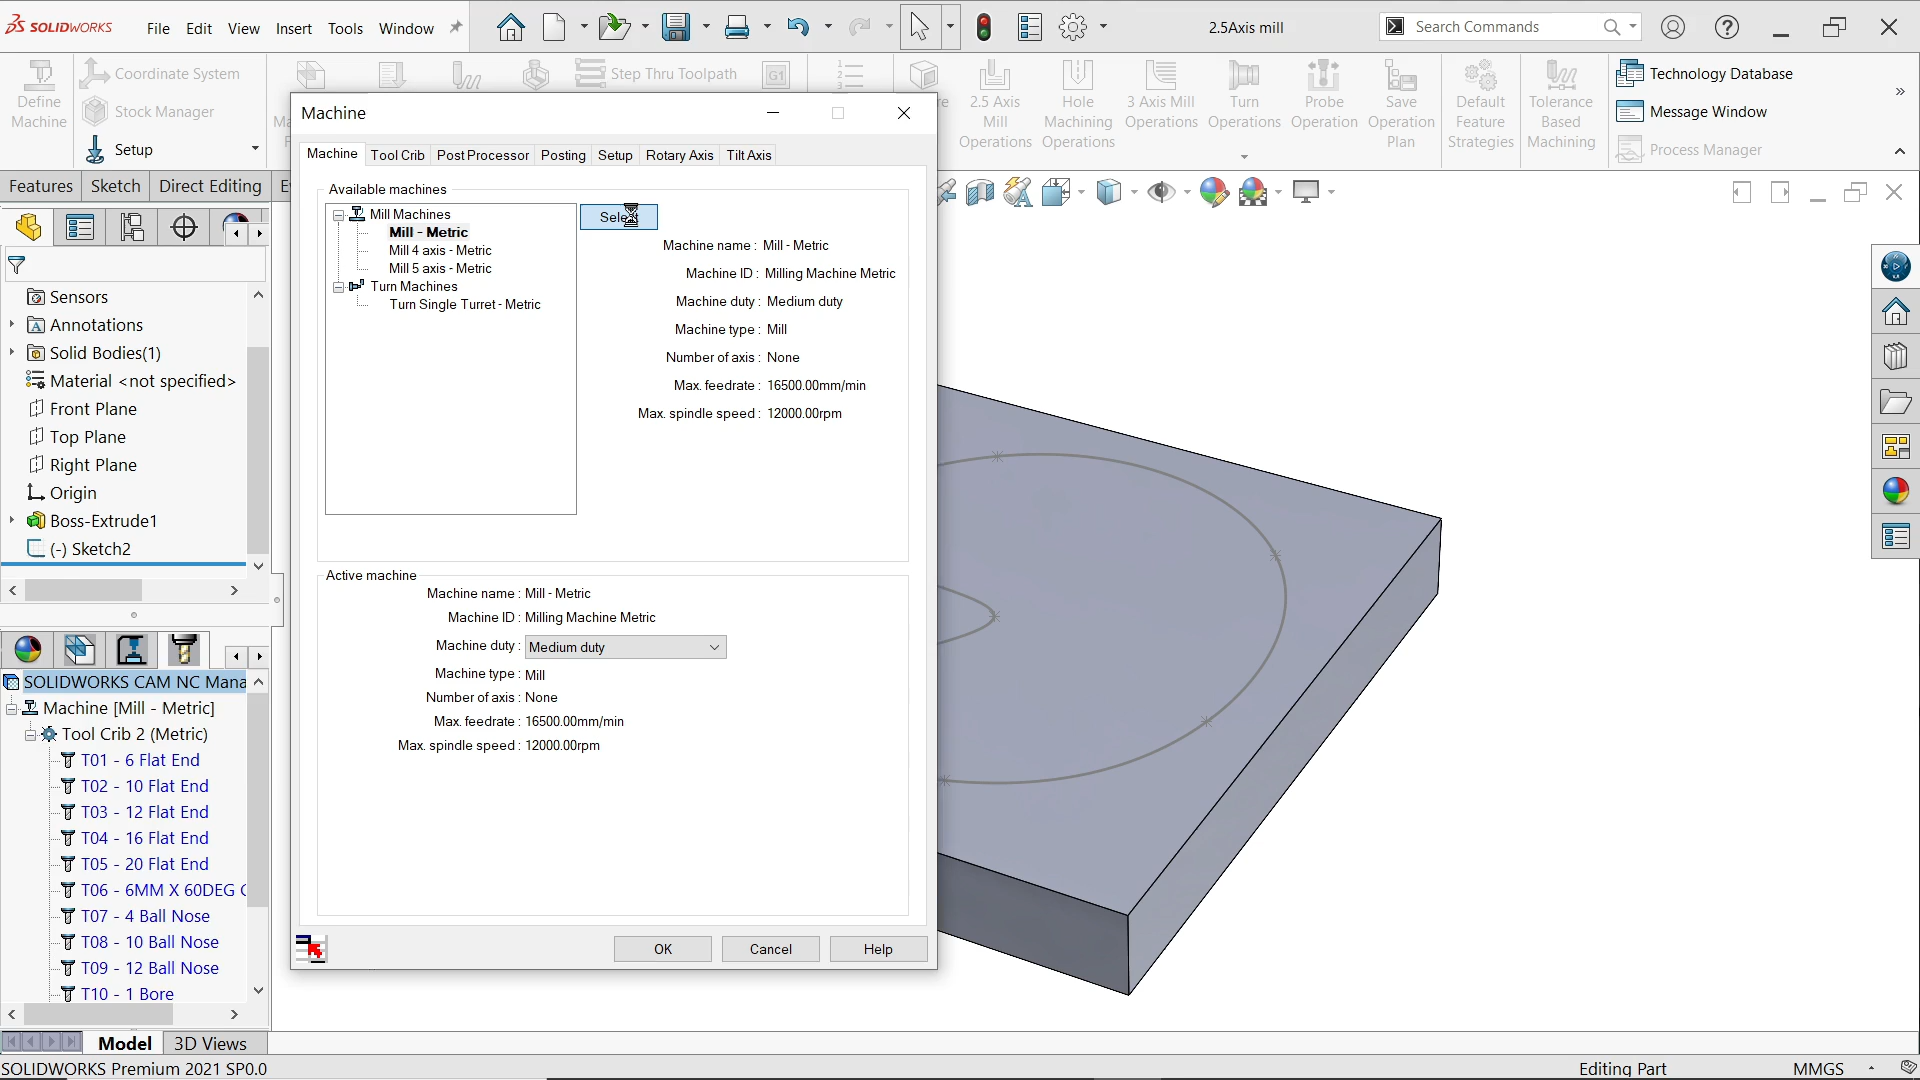 SOLIDWORKS File Edit View Insert Tools Window 2.5Axis mill Search Commands
Define Machine
Coordinate System
Stock Manager
Setup
Step Thru Toolpath
G1
2.5 Axis Mill Operations
Hole Machining Operations
3 Axis Mill Operations
Turn Operations
Probe Operation
Save Operation Plan
Default Feature Strategies
Tolerance Based Machining
Technology Database
Message Window
Process Manager
Features Sketch Direct Editing
Sensors
Annotations
Solid Bodies(1)
Material <not specified>
Front Plane
Top Plane
Right Plane
Origin
Boss-Extrude1
(-) Sketch2
SOLIDWORKS CAM NC Mana
Machine [Mill - Metric]
Tool Crib 2 (Metric)
T01 - 6 Flat End
T02 - 10 Flat End
T03 - 12 Flat End
T04 - 16 Flat End
T05 - 20 Flat End
T06 - 6MM X 60DEG C
T07 - 4 Ball Nose
T08 - 10 Ball Nose
T09 - 12 Ball Nose
T10 - 1 Bore
Machine
Machine Tool Crib Post Processor Posting Setup Rotary Axis Tilt Axis
Available machines
Mill Machines
Mill - Metric
Mill 4 axis - Metric
Mill 5 axis - Metric
Turn Machines
Turn Single Turret - Metric
Select
Machine name : Mill - Metric
Machine ID : Milling Machine Metric
Machine duty : Medium duty
Machine type : Mill
Number of axis : None
Max. feedrate : 16500.00mm/min
Max. spindle speed : 12000.00rpm
Active machine
Machine name : Mill - Metric
Machine ID : Milling Machine Metric
Machine duty : Medium duty
Machine type : Mill
Number of axis : None
Max. feedrate : 16500.00mm/min
Max. spindle speed : 12000.00rpm
OK Cancel Help
Model 3D Views
SOLIDWORKS Premium 2021 SP0.0 Editing Part MMGS